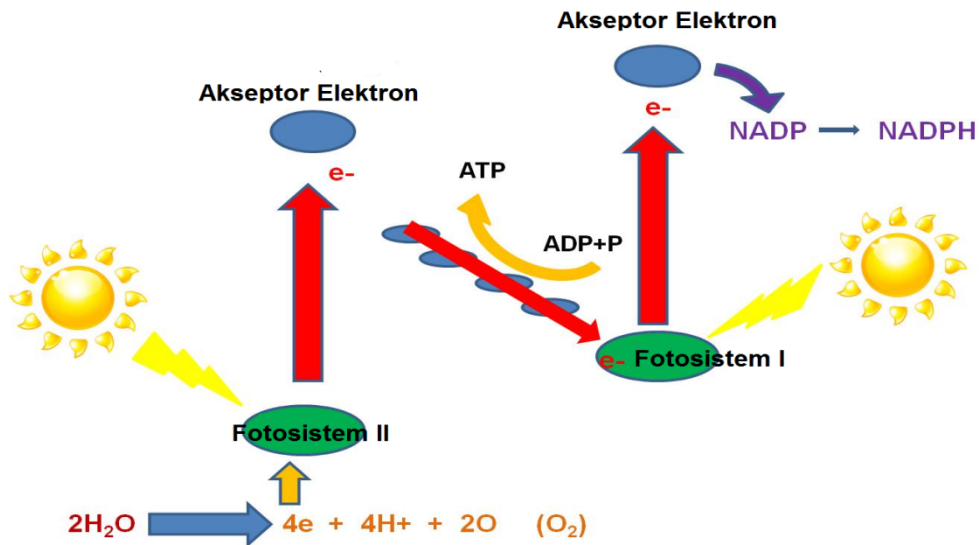 Akseptor Elektron
Akseptor Elektron
e-
NADP
NADPH
e-
ATP
ADP+P
e- Fotosistem I
Fotosistem II
2H₂O
4e + 4H+ + 2O (O₂)